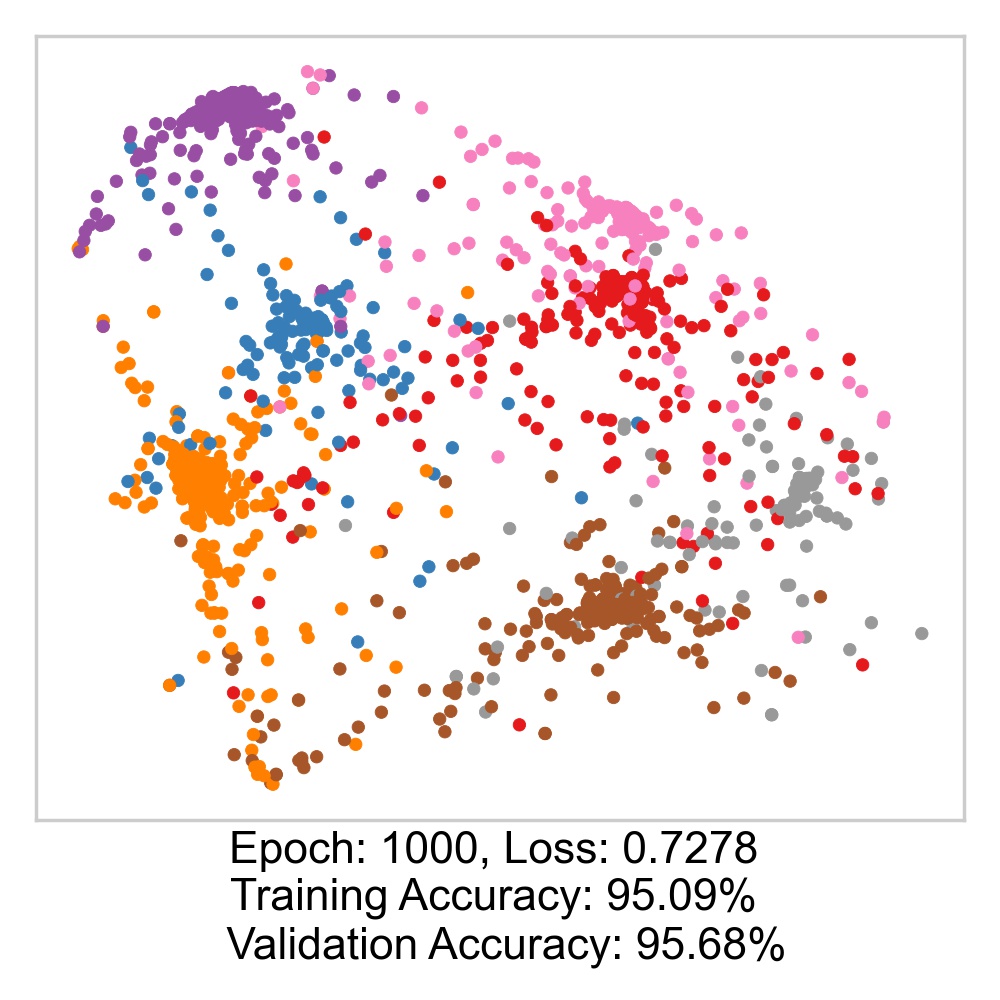 Epoch: 1000, Loss: 0.7278
Training Accuracy: 95.09%
Validation Accuracy: 95.68%